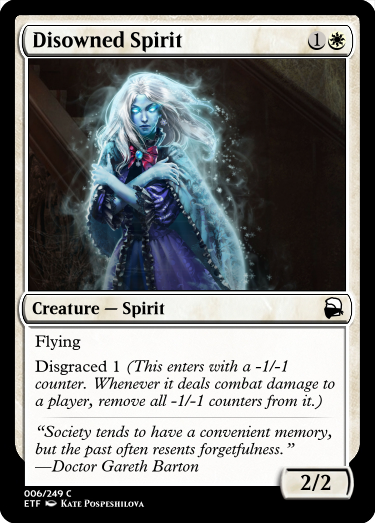 Disowned Spirit
1
Creature — Spirit
Flying
Disgraced 1 (This enters with a -1/-1
counter. Whenever it deals combat damage to
a player, remove all -1/-1 counters from it.)
“Society tends to have a convenient memory,
but the past often resents forgetfulness.”
—Doctor Gareth Barton
2/2
006/249 C
ETF Kate Pospeshilova